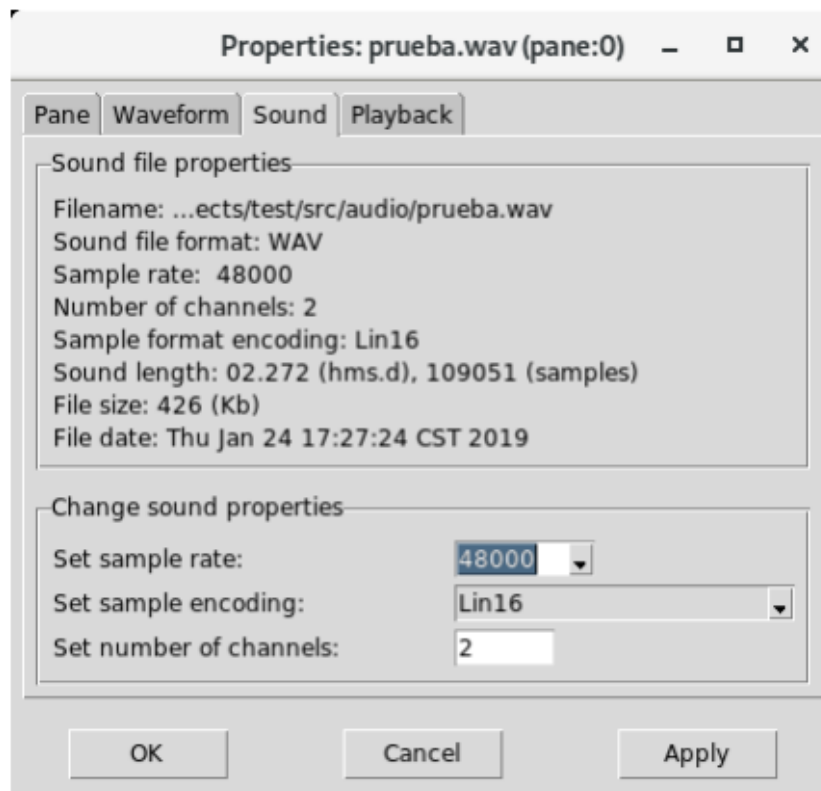 Properties: prueba.wav (pane:0)
Pane Waveform Sound Playback
Sound file properties
Filename: ...ects/test/src/audio/prueba.wav
Sound file format: WAV
Sample rate:  48000
Number of channels: 2
Sample format encoding: Lin16
Sound length: 02.272 (hms.d), 109051 (samples)
File size: 426 (Kb)
File date: Thu Jan 24 17:27:24 CST 2019
Change sound properties
Set sample rate: 48000
Set sample encoding: Lin16
Set number of channels: 2
OK Cancel Apply